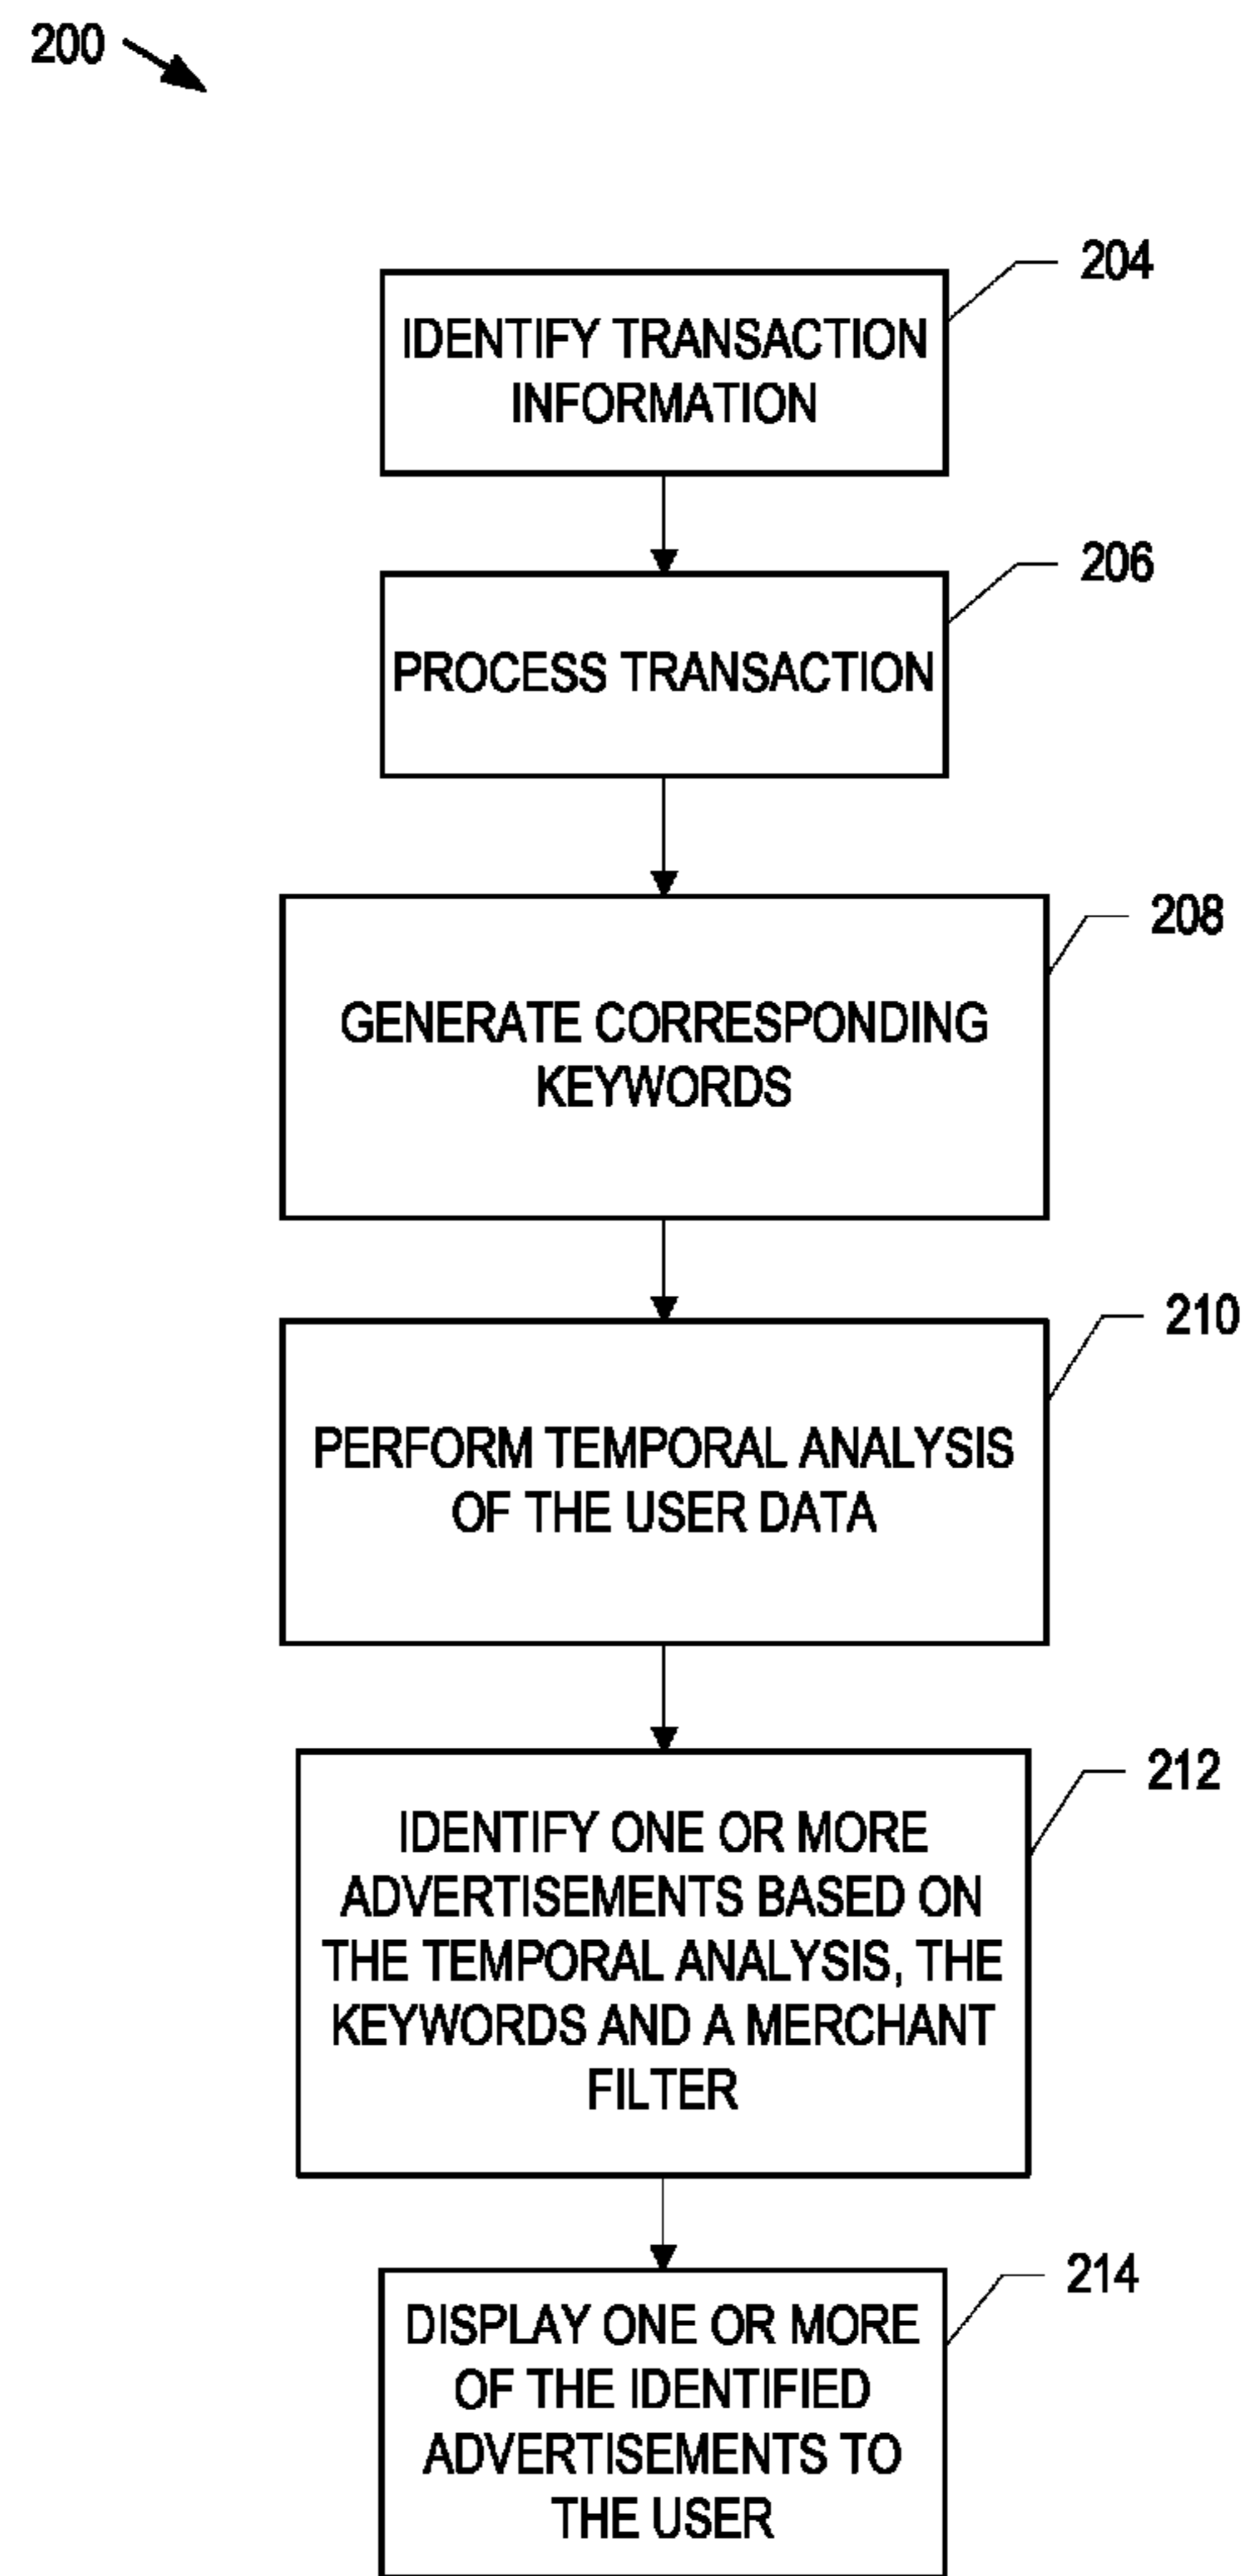 200
204
IDENTIFY TRANSACTION
INFORMATION
206
PROCESS TRANSACTION
208
GENERATE CORRESPONDING
KEYWORDS
210
PERFORM TEMPORAL ANALYSIS
OF THE USER DATA
212
IDENTIFY ONE OR MORE
ADVERTISEMENTS BASED ON
THE TEMPORAL ANALYSIS, THE
KEYWORDS AND A MERCHANT
FILTER
214
DISPLAY ONE OR MORE
OF THE IDENTIFIED
ADVERTISEMENTS TO
THE USER